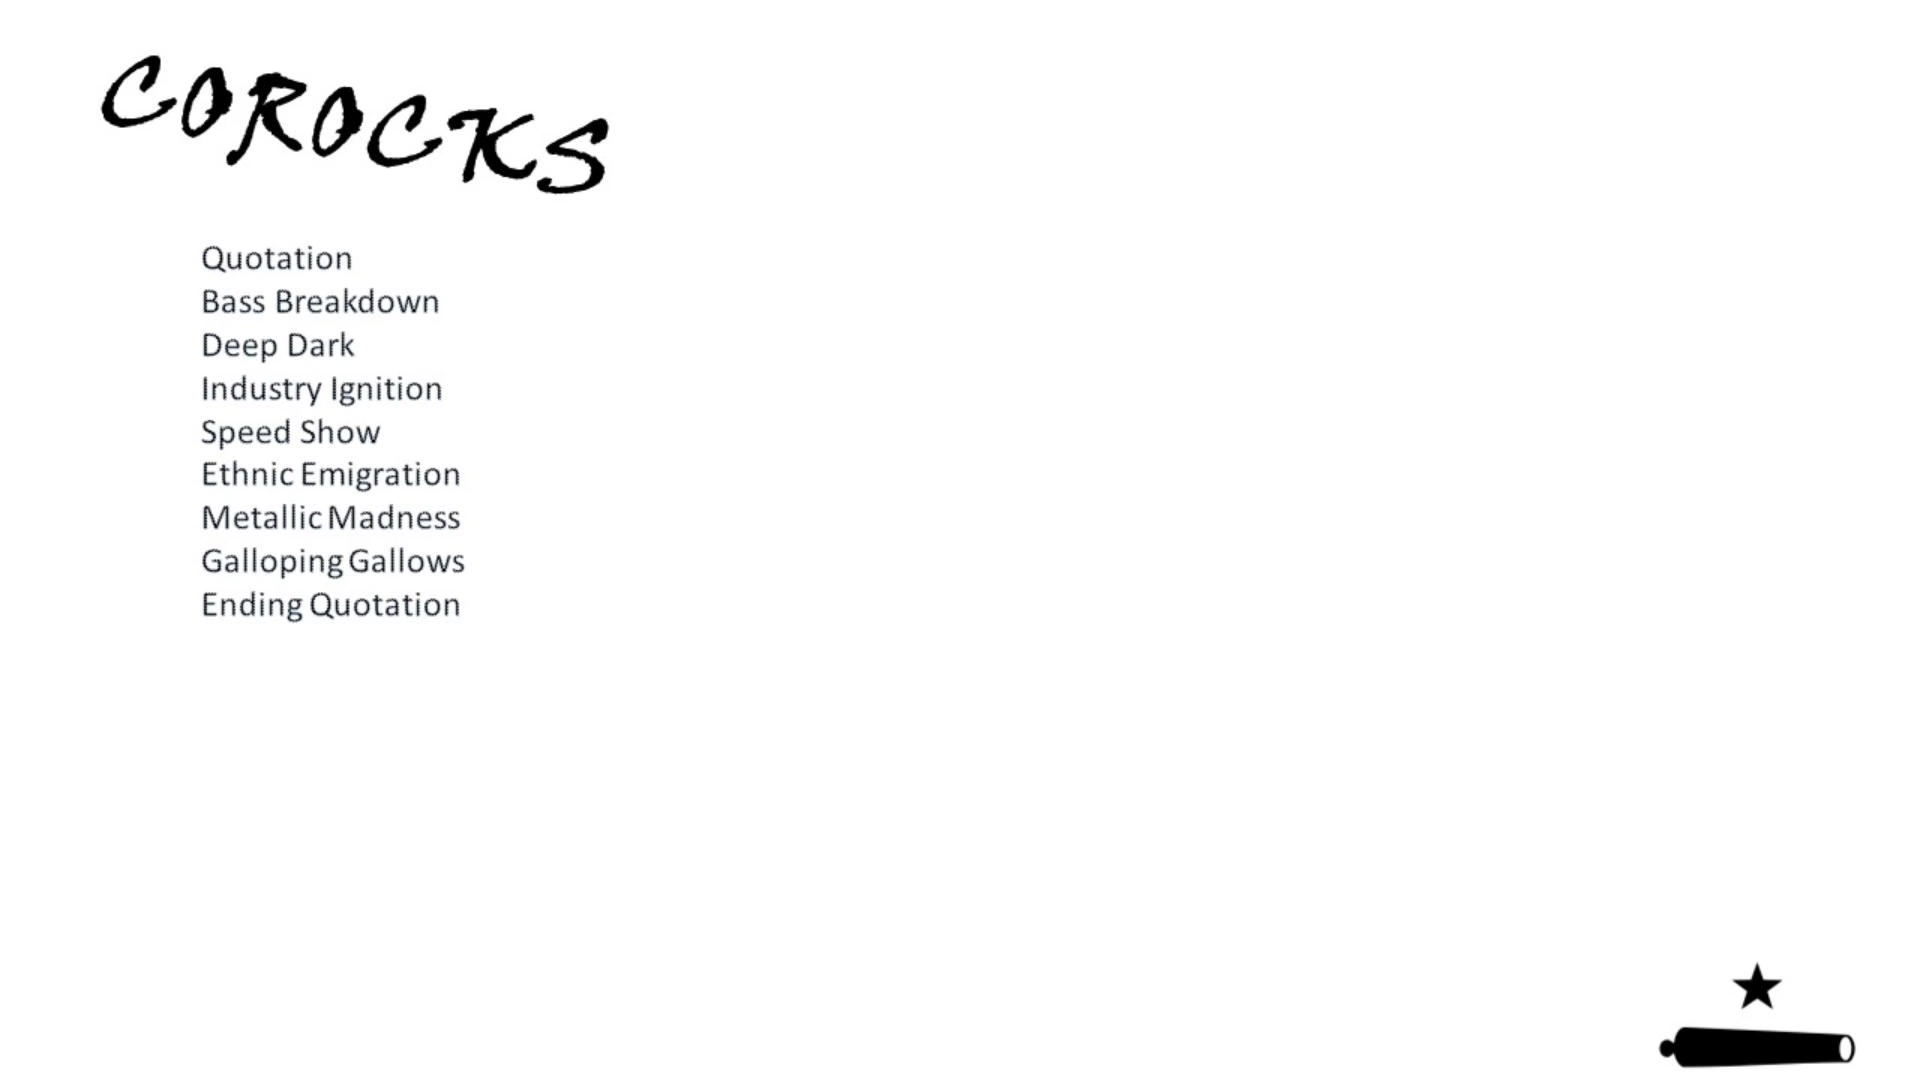 COROCKS
Quotation
Bass Breakdown
Deep Dark
Industry Ignition
Speed Show
Ethnic Emigration
Metallic Madness
Galloping Gallows
Ending Quotation